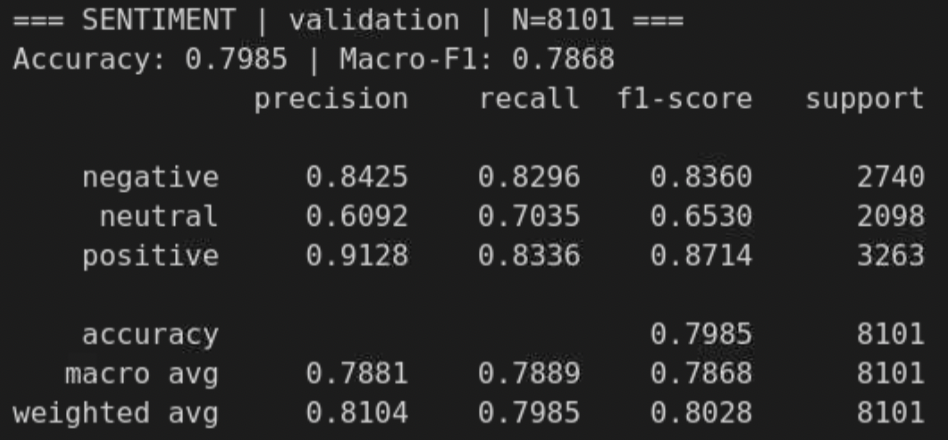 === SENTIMENT | validation | N=8101 ===
Accuracy: 0.7985 | Macro-F1: 0.7868
precision recall f1-score support
negative 0.8425 0.8296 0.8360 2740
neutral 0.6092 0.7035 0.6530 2098
positive 0.9128 0.8336 0.8714 3263
accuracy 0.7985 8101
macro avg 0.7881 0.7889 0.7868 8101
weighted avg 0.8104 0.7985 0.8028 8101